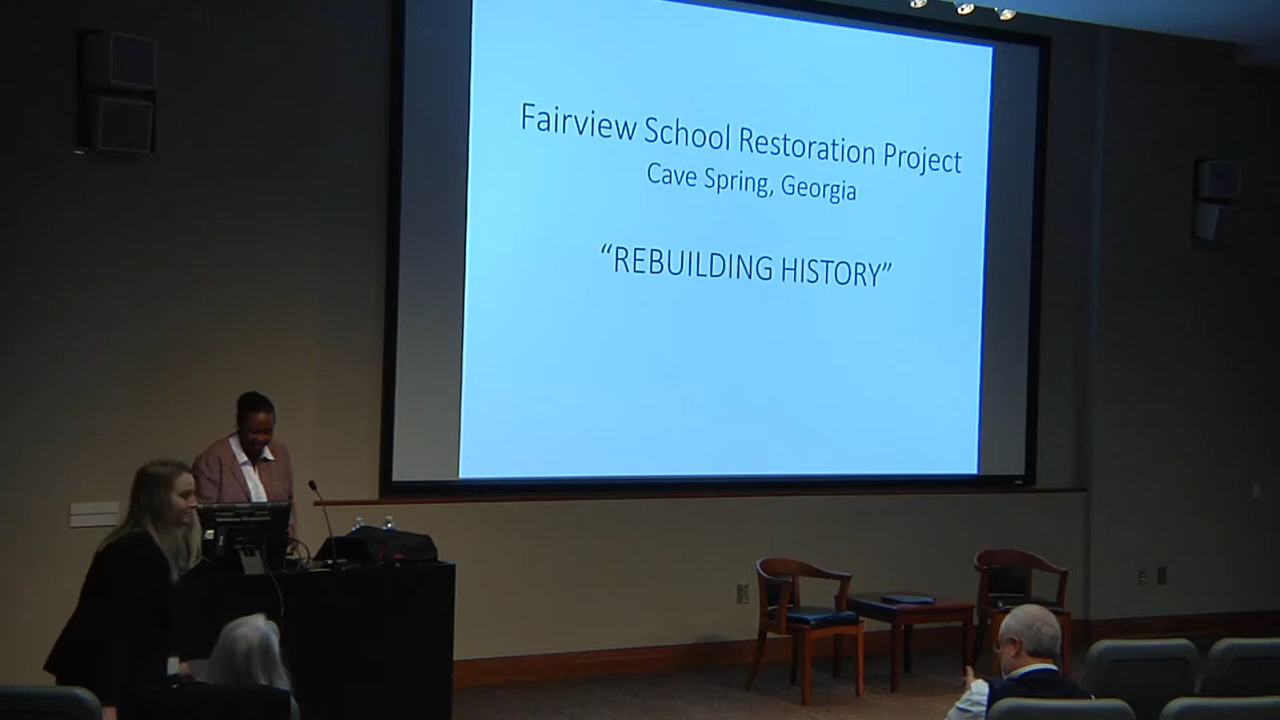 Fairview School Restoration Project
Cave Spring, Georgia
“REBUILDING HISTORY”